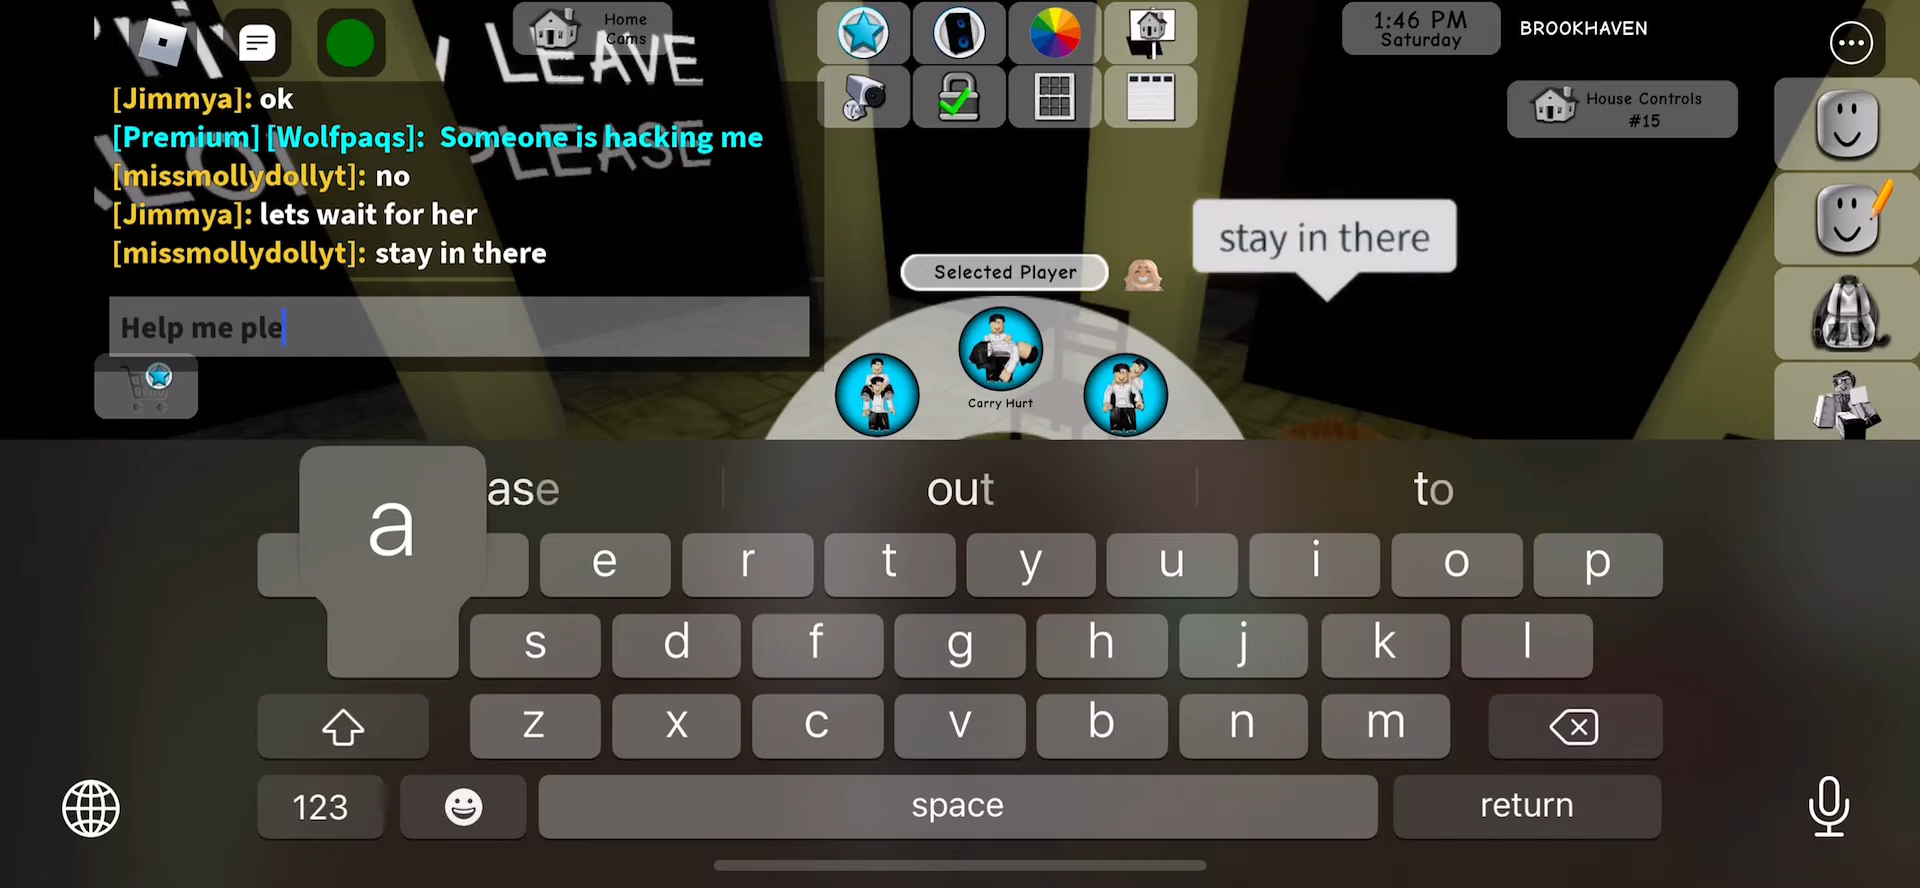 LEAVE
PLEASE
Home
Cams
1:46 PM
Saturday
BROOKHAVEN
House Controls
#15
[Jimmya]: ok
[Premium] [Wolfpaqs]: Someone is hacking me
[missmollydollyt]: no
[Jimmya]: lets wait for her
[missmollydollyt]: stay in there
stay in there
Selected Player
Help me ple
Carry Hurt
ase
out
to
a
e r t y u i o p
s d f g h j k l
z x c v b n m
123
space
return